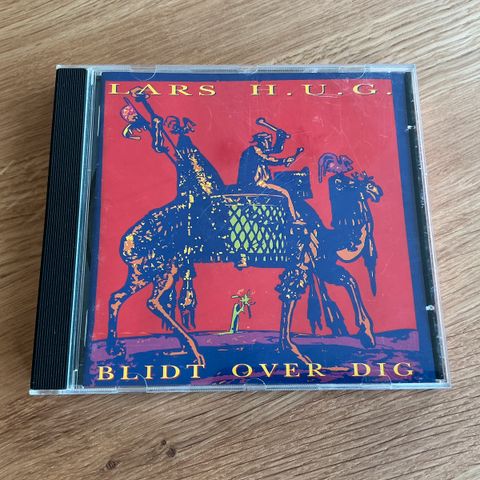 LARS H.U.G.
BLIDT OVER DIG